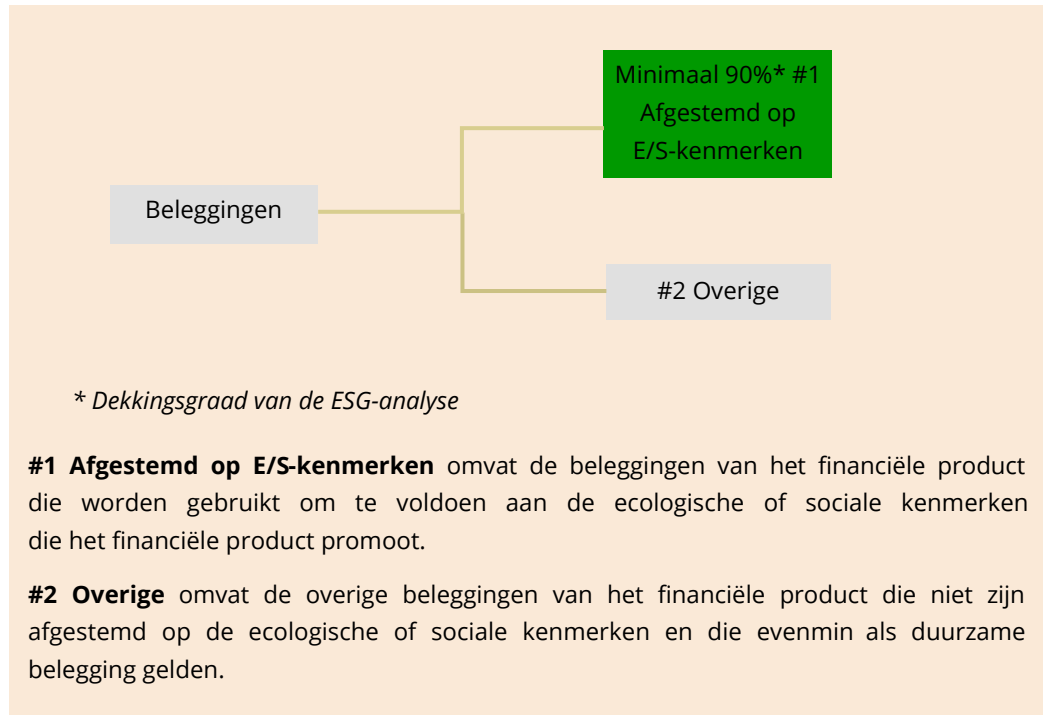 Minimaal 90%* #1
Afgestemd op
E/S-kenmerken
Beleggingen
#2 Overige
* Dekkingsgraad van de ESG-analyse
#1 Afgestemd op E/S-kenmerken omvat de beleggingen van het financiële product
die worden gebruikt om te voldoen aan de ecologische of sociale kenmerken
die het financiële product promoot.
#2 Overige omvat de overige beleggingen van het financiële product die niet zijn
afgestemd op de ecologische of sociale kenmerken en die evenmin als duurzame
belegging gelden.